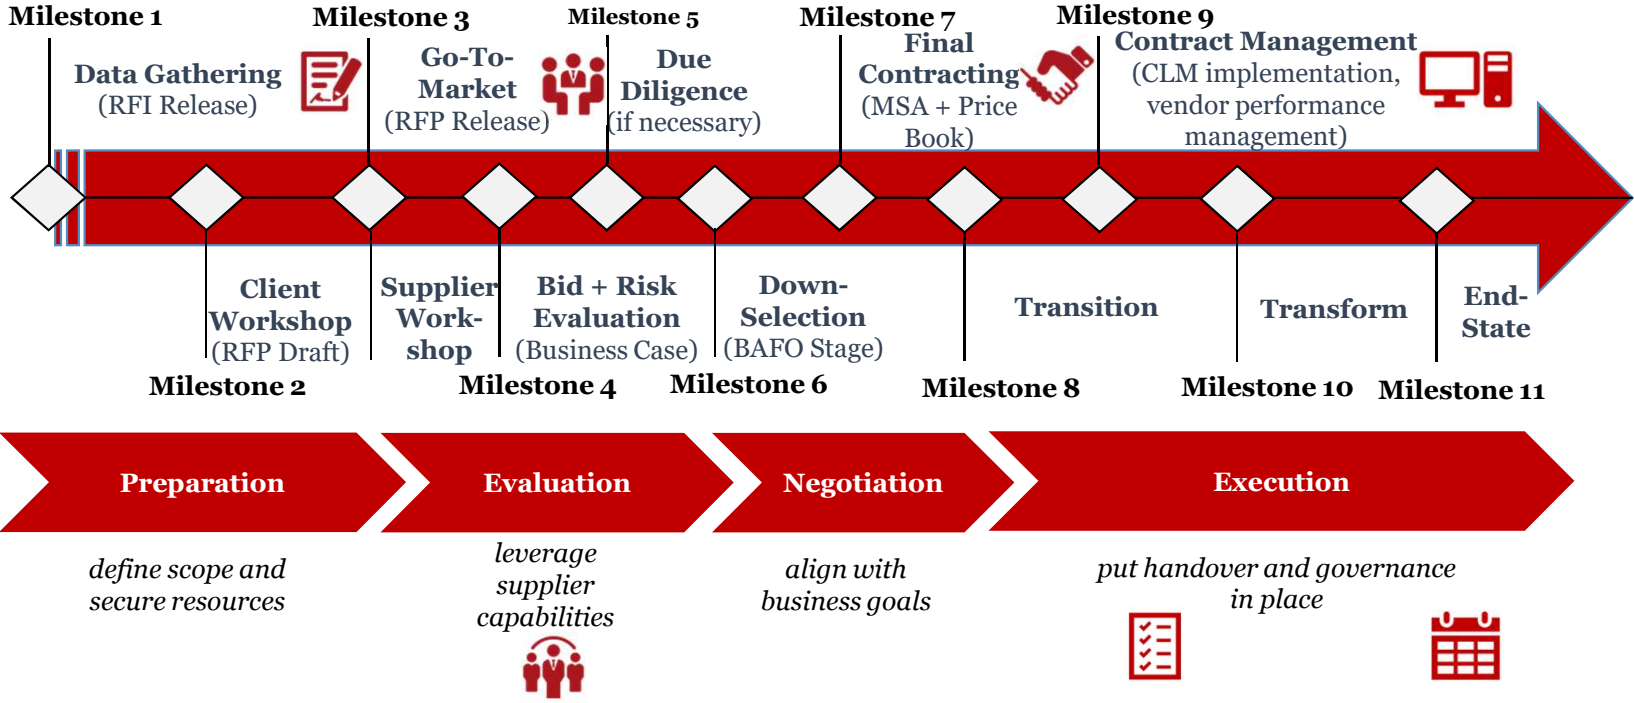 Milestone 1
Milestone 3
Milestone 5
Milestone 7
Milestone 9
Data Gathering
(RFI Release)
Go-To-
Market
(RFP Release)
Due
Diligence
(if necessary)
Final
Contracting
(MSA + Price
Book)
Contract Management
(CLM implementation,
vendor performance
management)
Client
Workshop
(RFP Draft)
Supplier
Work-
shop
Bid + Risk
Evaluation
(Business Case)
Down-
Selection
(BAFO Stage)
Transition
Transform
End-
State
Milestone 2
Milestone 4
Milestone 6
Milestone 8
Milestone 10
Milestone 11
Preparation
Evaluation
Negotiation
Execution
define scope and
secure resources
leverage
supplier
capabilities
align with
business goals
put handover and governance
in place